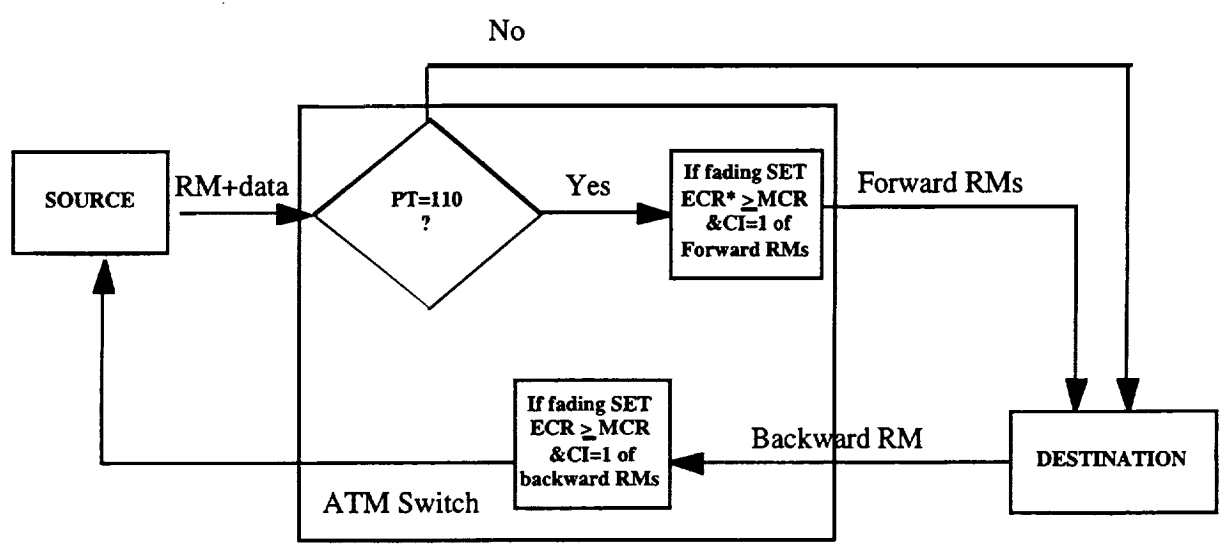 No
SOURCE
RM+data
PT=110
?
Yes
If fading SET
ECR* ≥MCR
&CI=1 of
Forward RMs
Forward RMs
If fading SET
ECR ≥ MCR
&CI=1 of
backward RMs
Backward RM
DESTINATION
ATM Switch